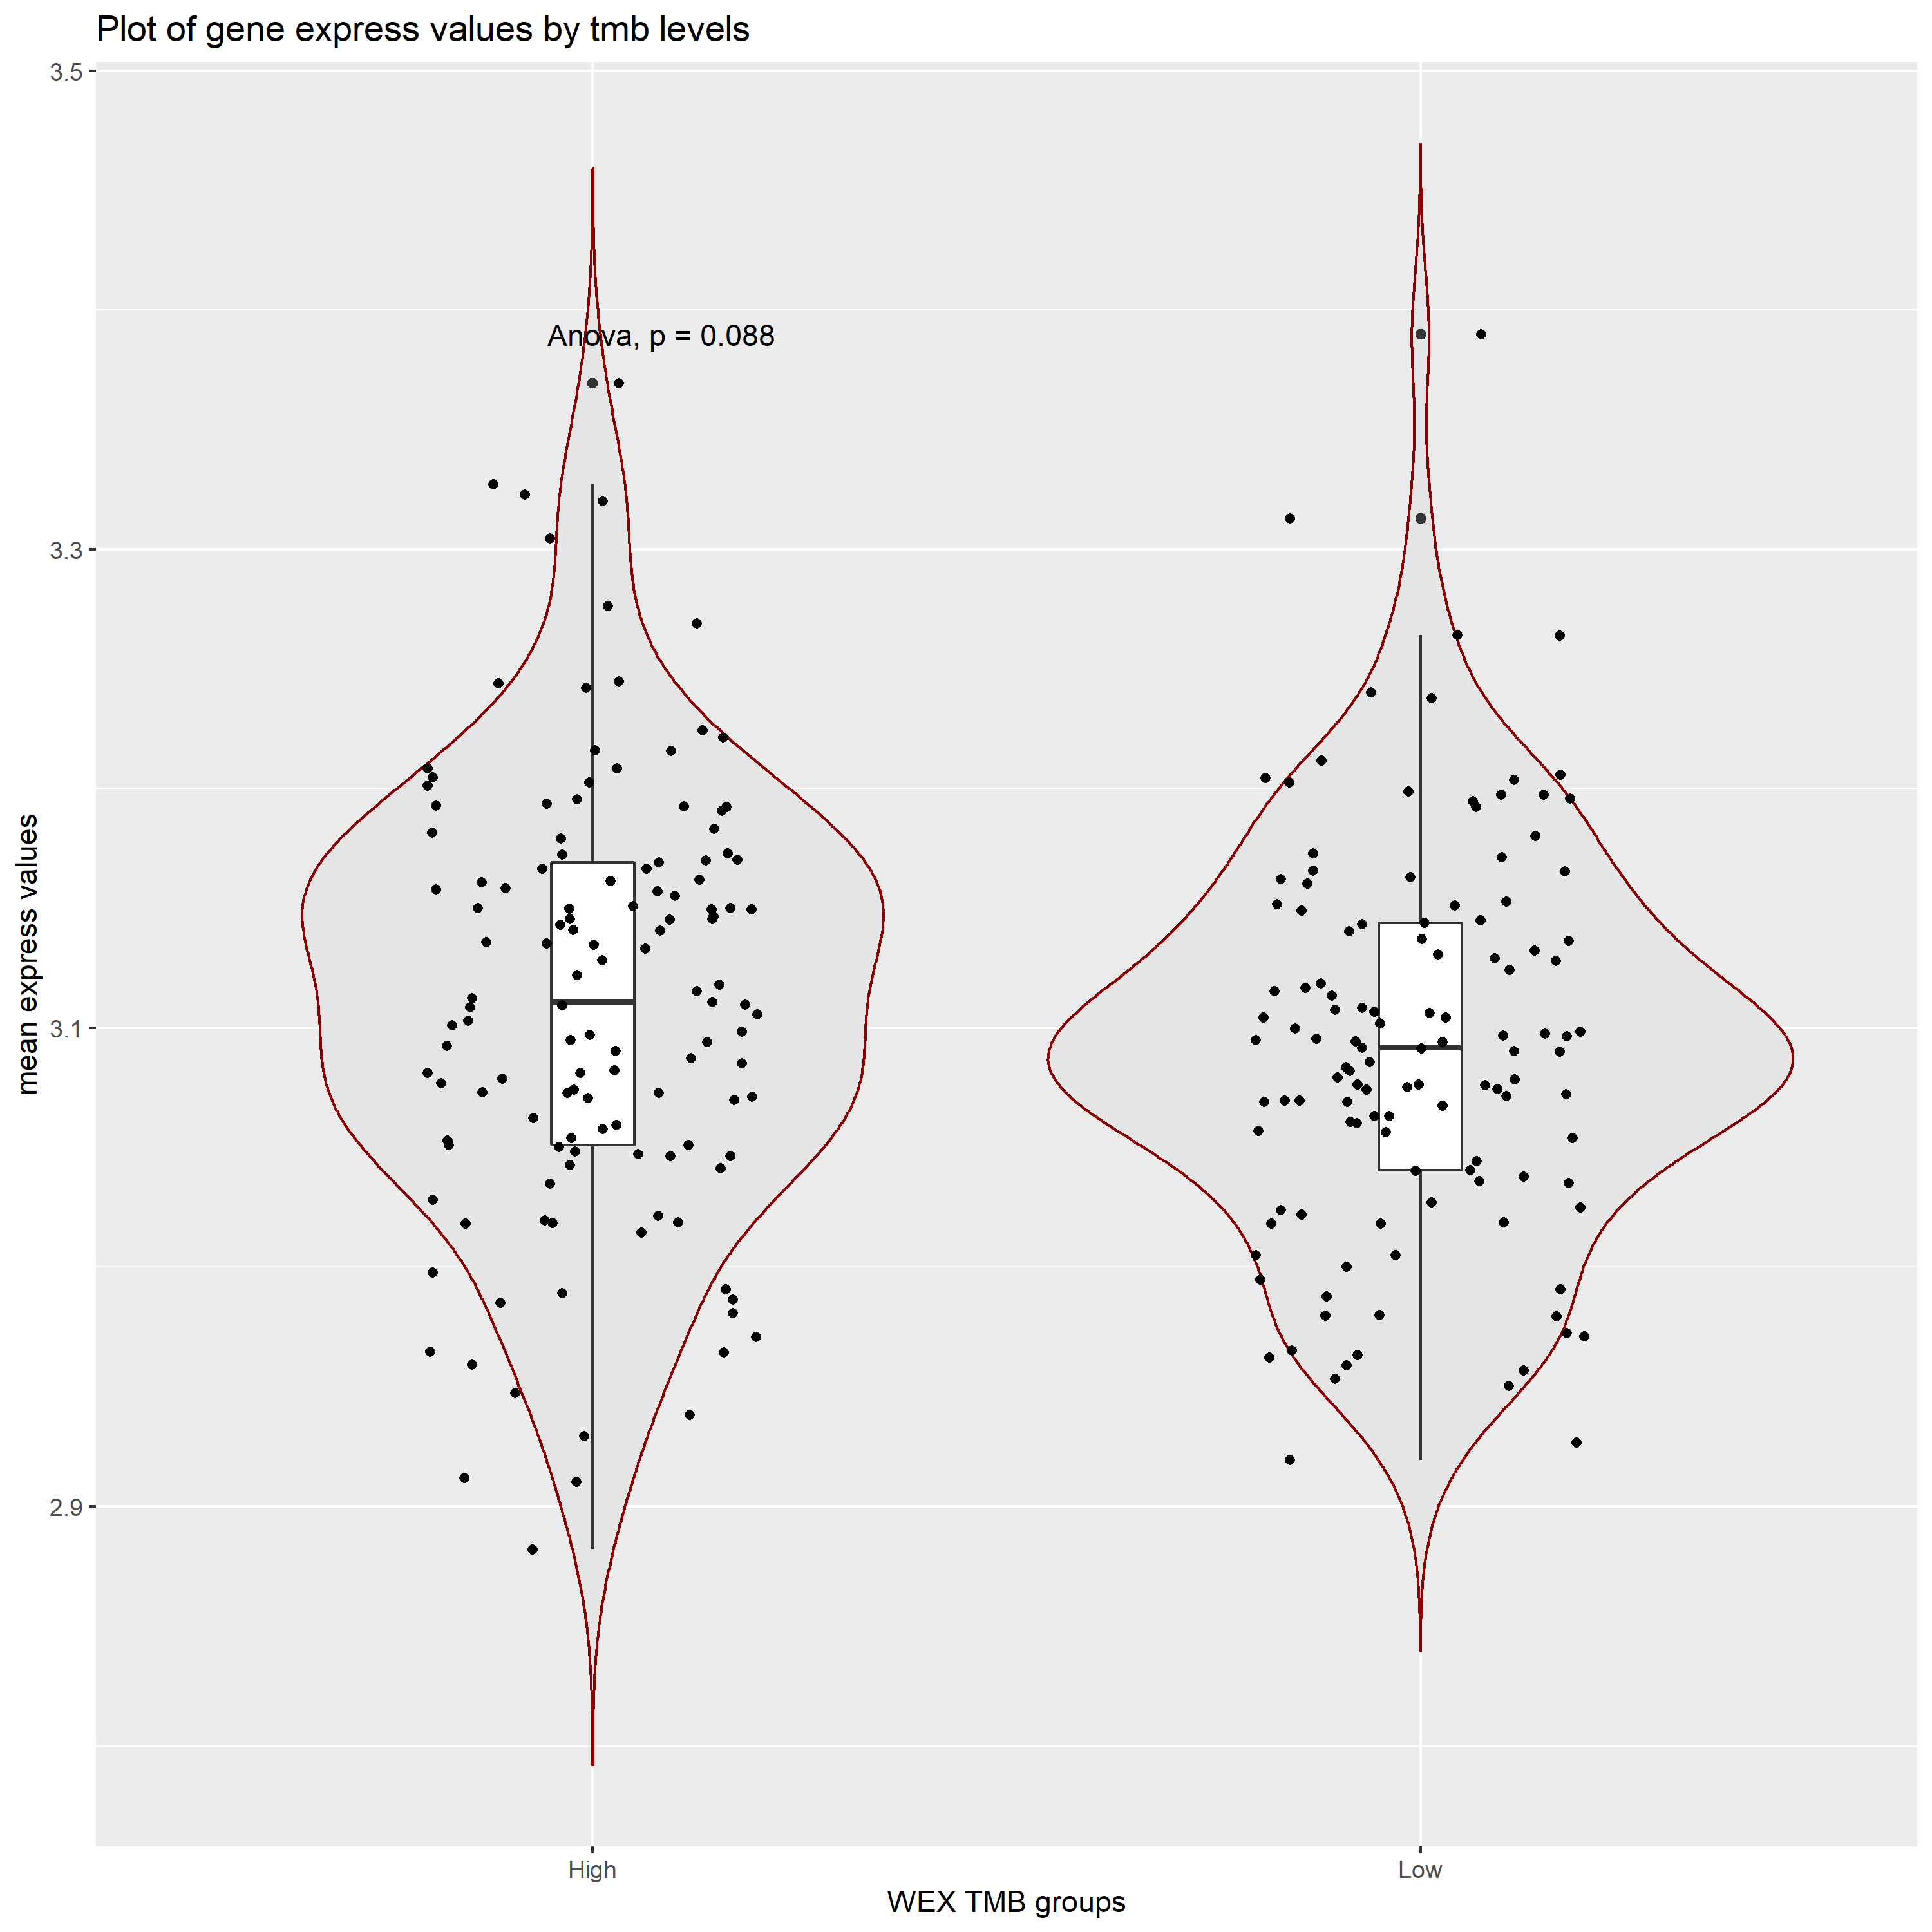 Plot of gene express values by tmb levels
3.5
Anova, p = 0.088
3.3
mean express values
3.1
2.9
High
Low
WEX TMB groups